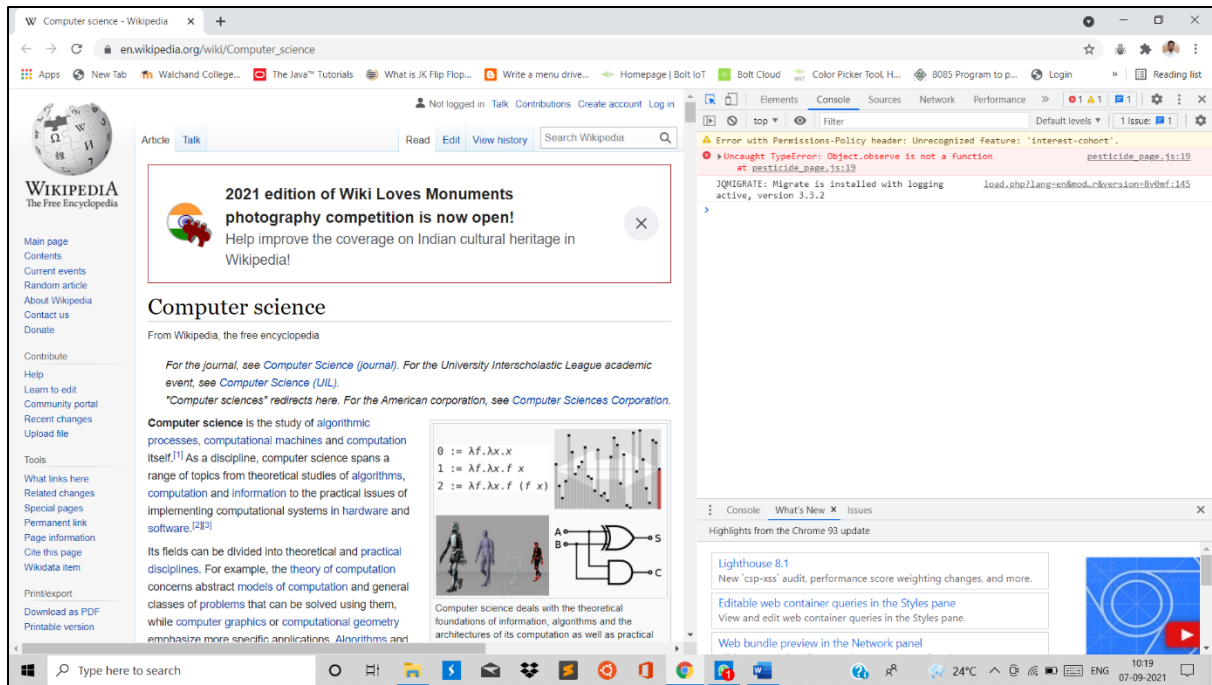 Computer science - Wikipedia
en.wikipedia.org/wiki/Computer_science
Apps New Tab Walchand College... The Java™ Tutorials What is JK Flip Flop... Write a menu drive... Homepage | Bolt IoT Bolt Cloud Color Picker Tool, H... 8085 Program to p... Login » Reading list
WIKIPEDIA
The Free Encyclopedia
Main page
Contents
Current events
Random article
About Wikipedia
Contact us
Donate
Contribute
Help
Learn to edit
Community portal
Recent changes
Upload file
Tools
What links here
Related changes
Special pages
Permanent link
Page information
Cite this page
Wikidata item
Print/export
Download as PDF
Printable version
Not logged in Talk Contributions Create account Log in
Article Talk Read Edit View history Search Wikipedia
2021 edition of Wiki Loves Monuments
photography competition is now open!
Help improve the coverage on Indian cultural heritage in
Wikipedia!
Computer science
From Wikipedia, the free encyclopedia
For the journal, see Computer Science (journal). For the University Interscholastic League academic
event, see Computer Science (UIL).
"Computer sciences" redirects here. For the American corporation, see Computer Sciences Corporation.
Computer science is the study of algorithmic
processes, computational machines and computation
itself.[1] As a discipline, computer science spans a
range of topics from theoretical studies of algorithms,
computation and information to the practical issues of
implementing computational systems in hardware and
software.[2][3]
Its fields can be divided into theoretical and practical
disciplines. For example, the theory of computation
concerns abstract models of computation and general
classes of problems that can be solved using them,
while computer graphics or computational geometry
emphasize more specific applications. Algorithms and
0 := λf.λx.x
1 := λf.λx.f x
2 := λf.λx.f (f x)
A S
B
C
Computer science deals with the theoretical
foundations of information, algorithms and the
architectures of its computation as well as practical
Elements Console Sources Network Performance » 1 1 1
top ▼ Filter Default levels ▼ 1 Issue: 1
Error with Permissions-Policy header: Unrecognized feature: 'interest-cohort'.
Uncaught TypeError: Object.observe is not a function pesticide_page.js:19
at pesticide_page.js:19
JQMIGRATE: Migrate is installed with logging load.php?lang=en&mod…r&version=8v0mf:145
active, version 3.3.2
Console What's New Issues
Highlights from the Chrome 93 update
Lighthouse 8.1
New `csp-xss` audit, performance score weighting changes, and more.
Editable web container queries in the Styles pane
View and edit web container queries in the Styles pane.
Web bundle preview in the Network panel
Type here to search
24°C ENG 10:19
07-09-2021